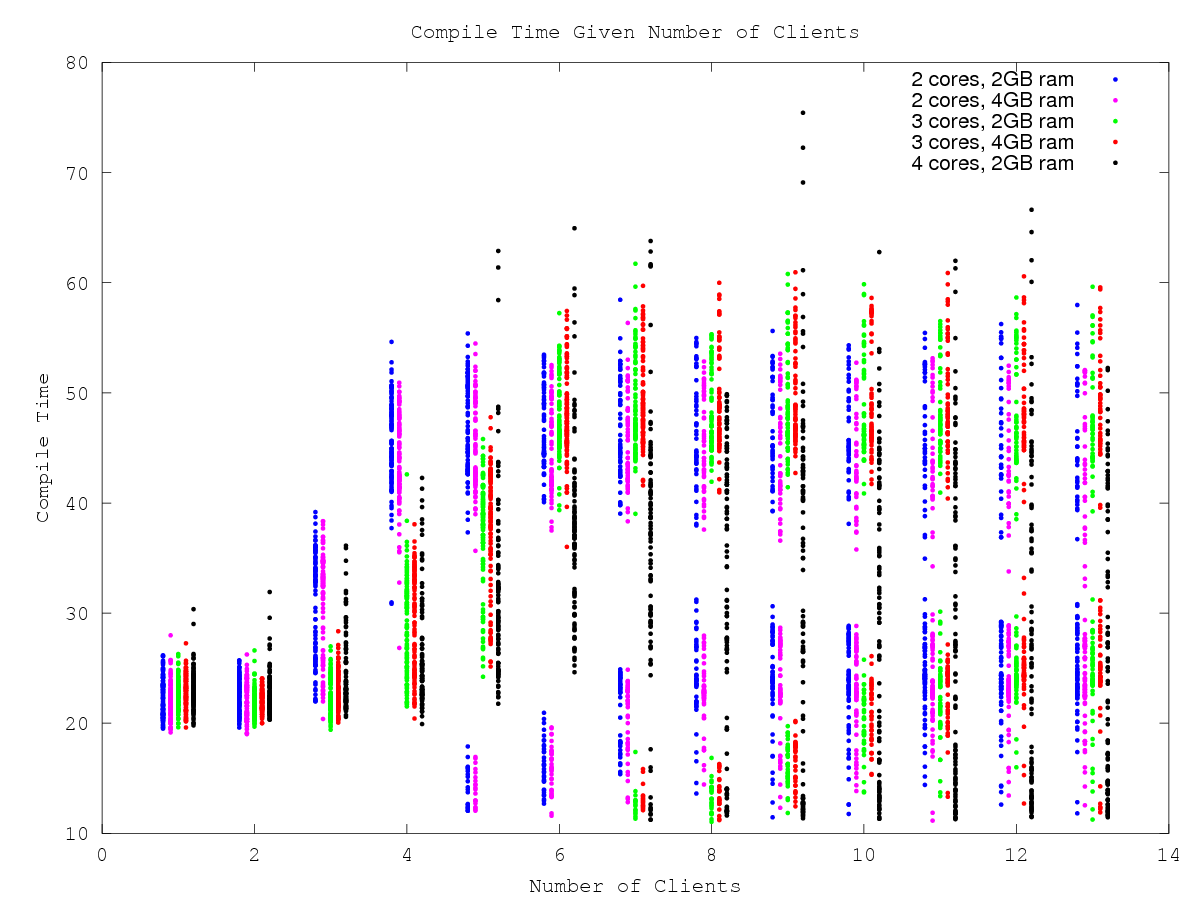 Compile Time Given Number of Clients
80
70
60
50
40
30
20
10
Compile Time
2 cores, 2GB ram
2 cores, 4GB ram
3 cores, 2GB ram
3 cores, 4GB ram
4 cores, 2GB ram
0 2 4 6 8 10 12 14
Number of Clients